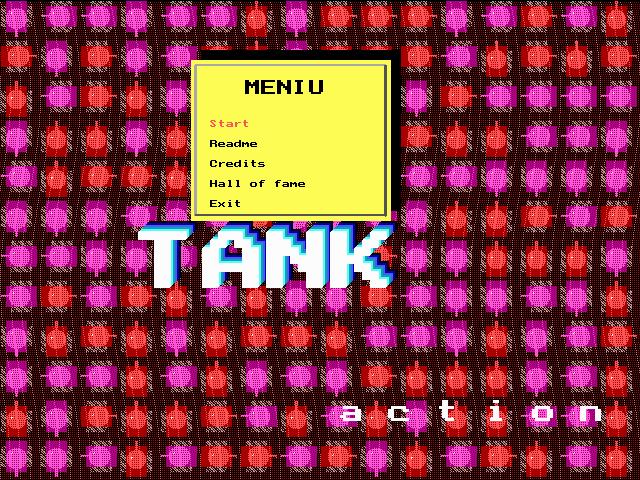 MENIU
Start
Readme
Credits
Hall of fame
Exit
TANK
action